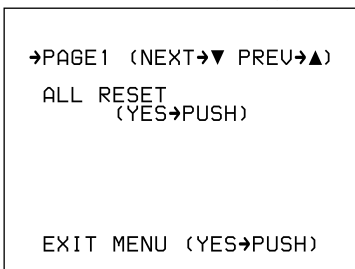 ➔PAGE1 (NEXT➔▼ PREV➔▲)
ALL RESET
(YES➔PUSH)
EXIT MENU (YES➔PUSH)